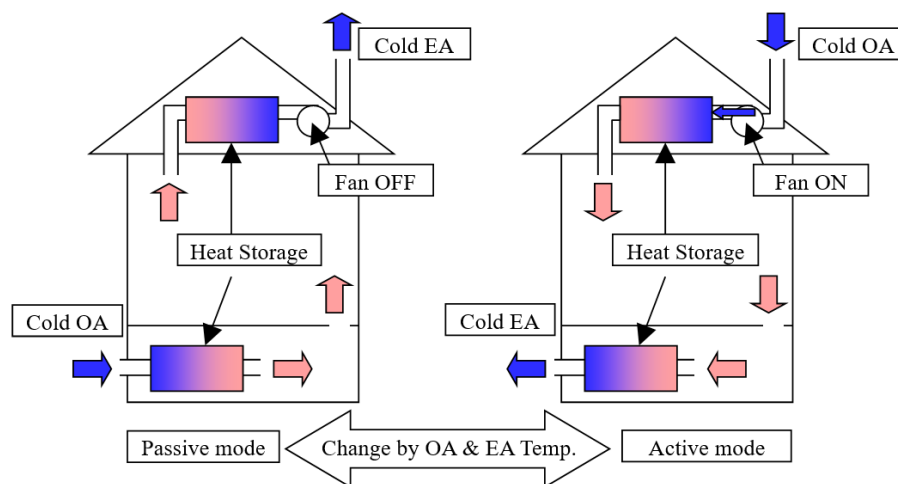 Cold EA
Cold OA
Fan OFF
Fan ON
Heat Storage
Heat Storage
Cold OA
Cold EA
Passive mode
Change by OA & EA Temp.
Active mode